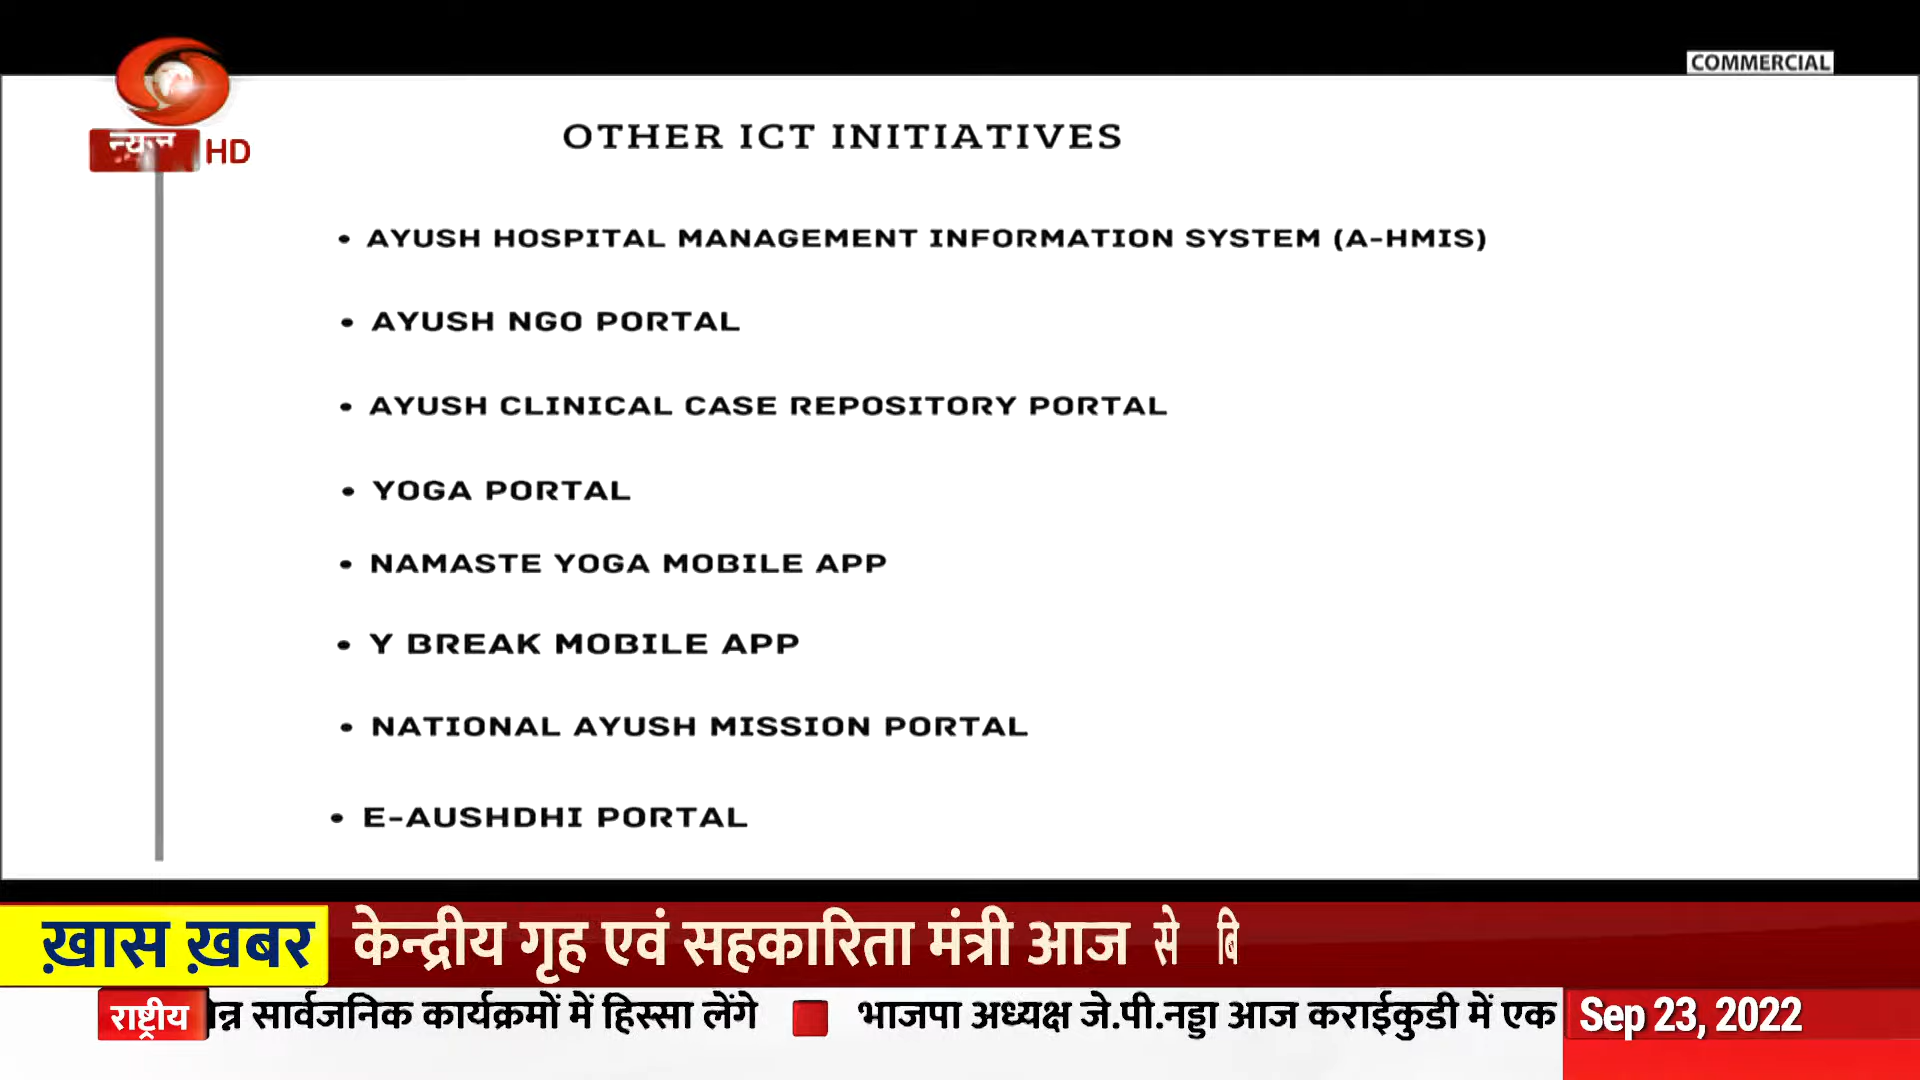 COMMERCIAL
न्यूज़ HD
OTHER ICT INITIATIVES
• AYUSH HOSPITAL MANAGEMENT INFORMATION SYSTEM (A-HMIS)
• AYUSH NGO PORTAL
• AYUSH CLINICAL CASE REPOSITORY PORTAL
• YOGA PORTAL
• NAMASTE YOGA MOBILE APP
• Y BREAK MOBILE APP
• NATIONAL AYUSH MISSION PORTAL
• E-AUSHDHI PORTAL
ख़ास ख़बर केन्द्रीय गृह एवं सहकारिता मंत्री आज से बि
राष्ट्रीय न्न सार्वजनिक कार्यक्रमों में हिस्सा लेंगे भाजपा अध्यक्ष जे.पी.नड्डा आज कराईकुडी में एक Sep 23, 2022